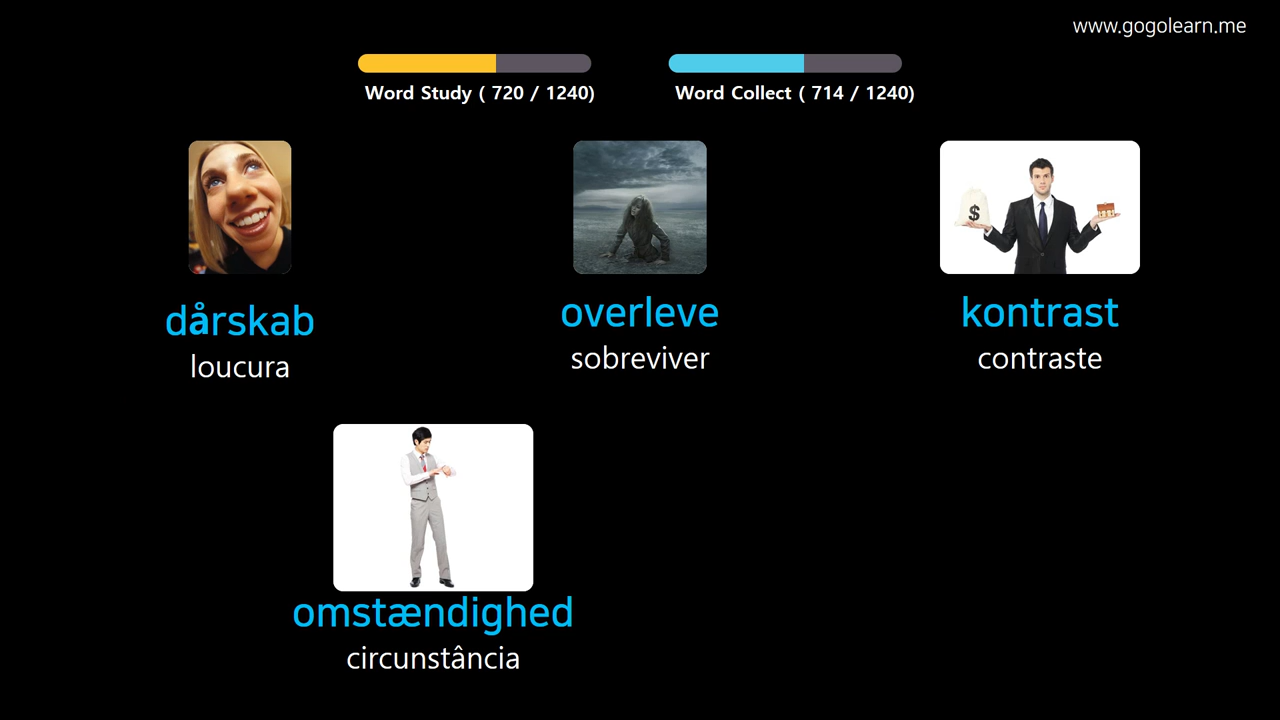 www.gogolearn.me
Word Study ( 720 / 1240)
Word Collect ( 714 / 1240)
dårskab
loucura
overleve
sobreviver
kontrast
contraste
$
omstændighed
circunstância